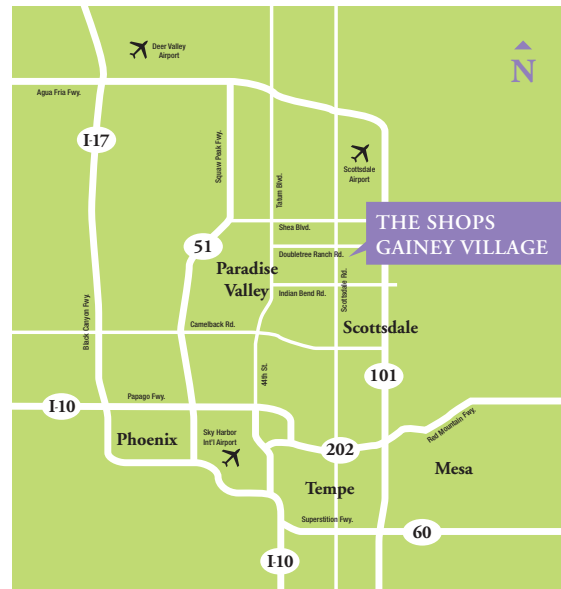 Deer Valley
Airport
N
Agua Fria Fwy.
I-17
Squaw Peak Fwy.
Tatum Blvd.
Scottsdale
Airport
THE SHOPS
GAINEY VILLAGE
Shea Blvd.
51
Doubletree Ranch Rd.
Paradise
Valley
Scottsdale Rd.
Indian Bend Rd.
Black Canyon Fwy.
Camelback Rd.
Scottsdale
44th St.
101
I-10
Papago Fwy.
Red Mountain Fwy.
Phoenix
Sky Harbor
Int'l Airport
202
Mesa
Tempe
Superstition Fwy.
60
I-10